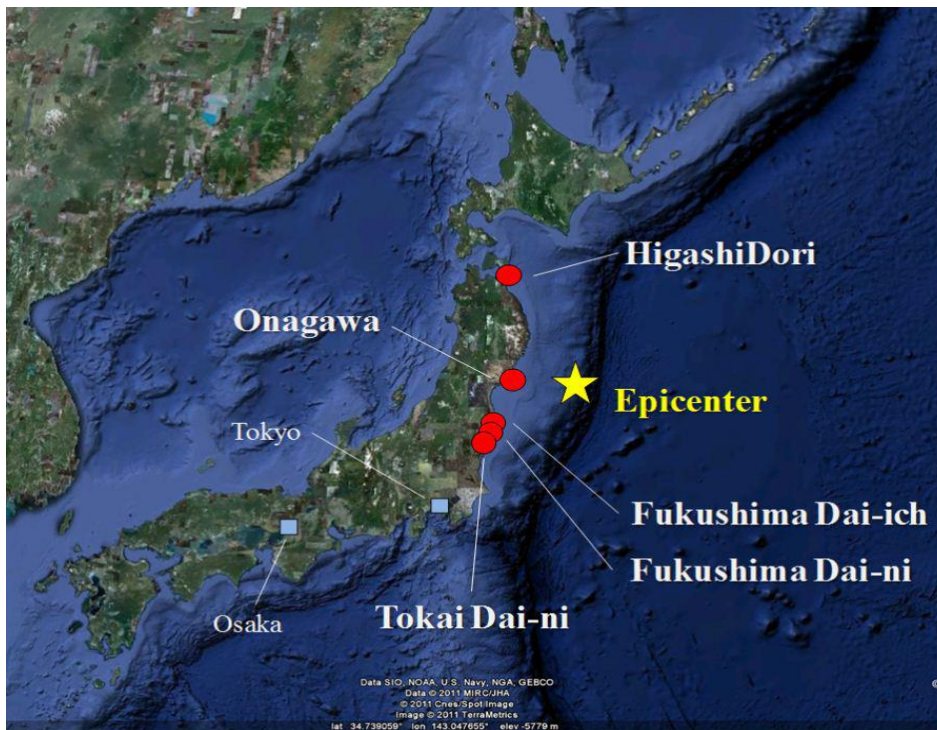 HigashiDori
Onagawa
Epicenter
Tokyo
Fukushima Dai-ich
Fukushima Dai-ni
Tokai Dai-ni
Osaka
Data SIO, NOAA, U.S. Navy, NGA, GEBCO
Data © 2011 MIRC/JHA
© 2011 Cnes/Spot Image
Image © 2011 TerraMetrics
lat 34.739059° lon 143.047655° elev -5779 m
©